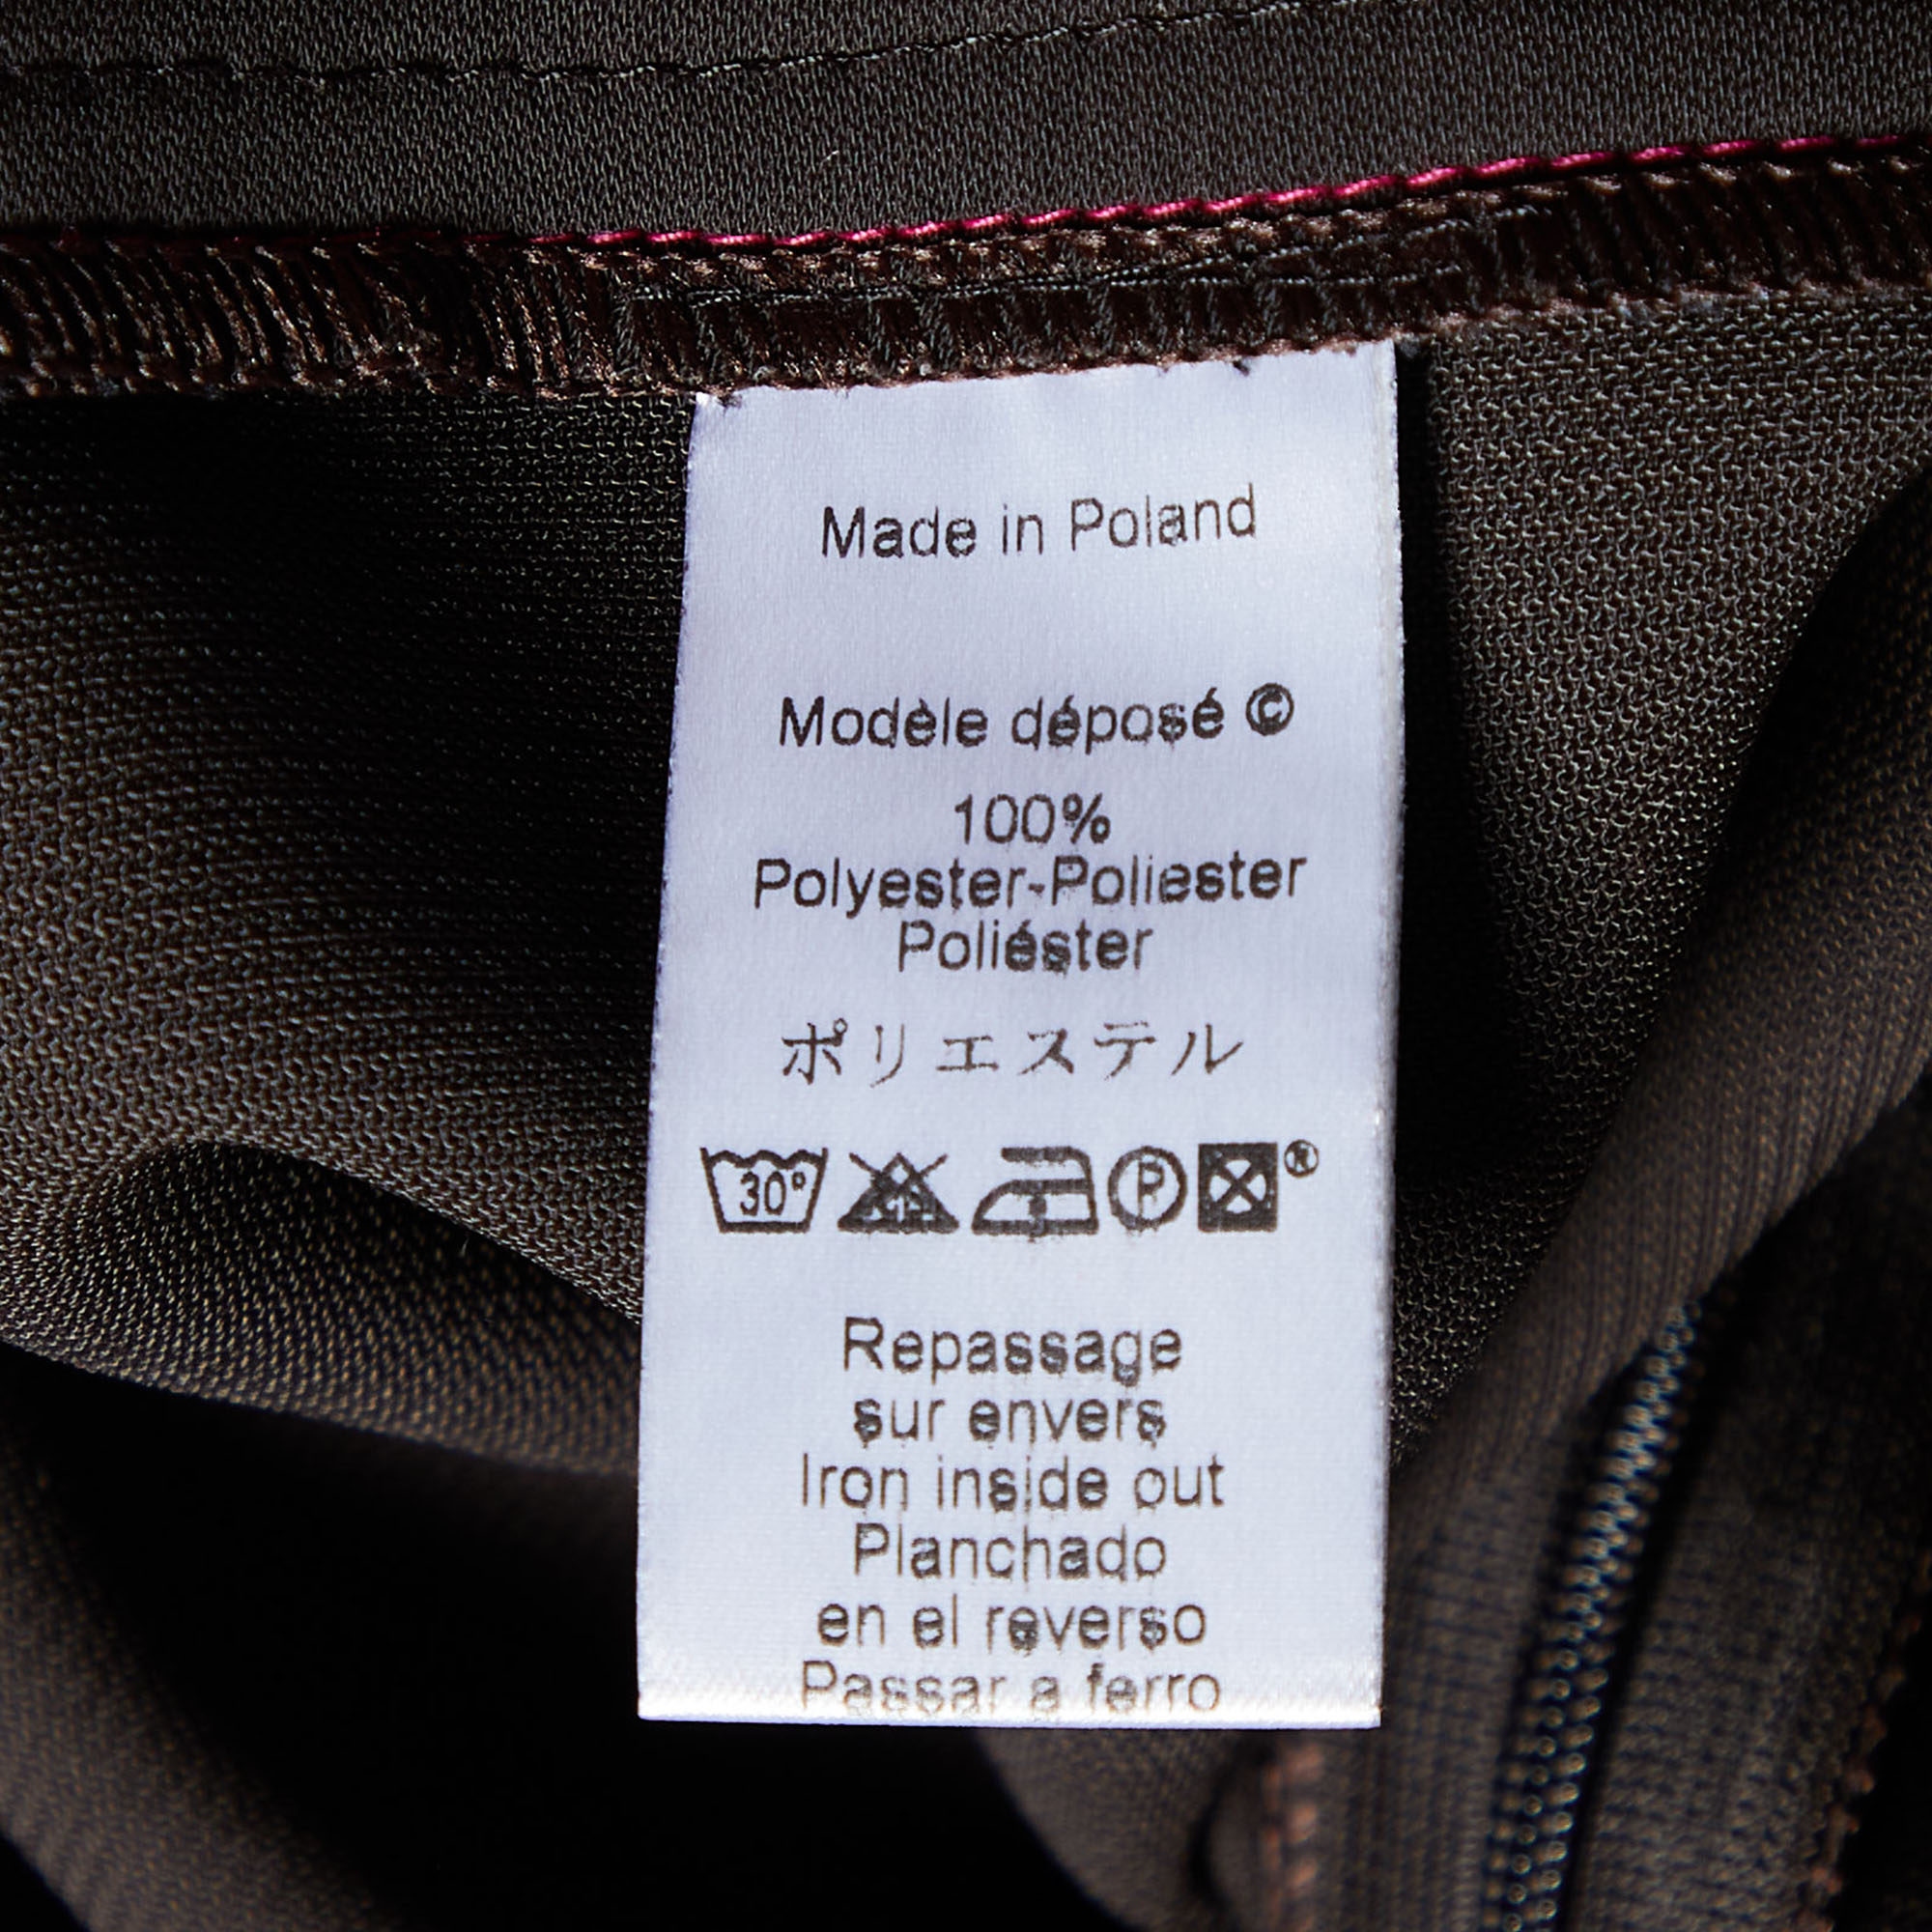 Made in Poland
Modèle déposé ©
100%
Polyester-Poliester
Poliéster
ポリエステル
30° P ®
Repassage
sur envers
Iron inside out
Planchado
en el reverso
Passar a ferro